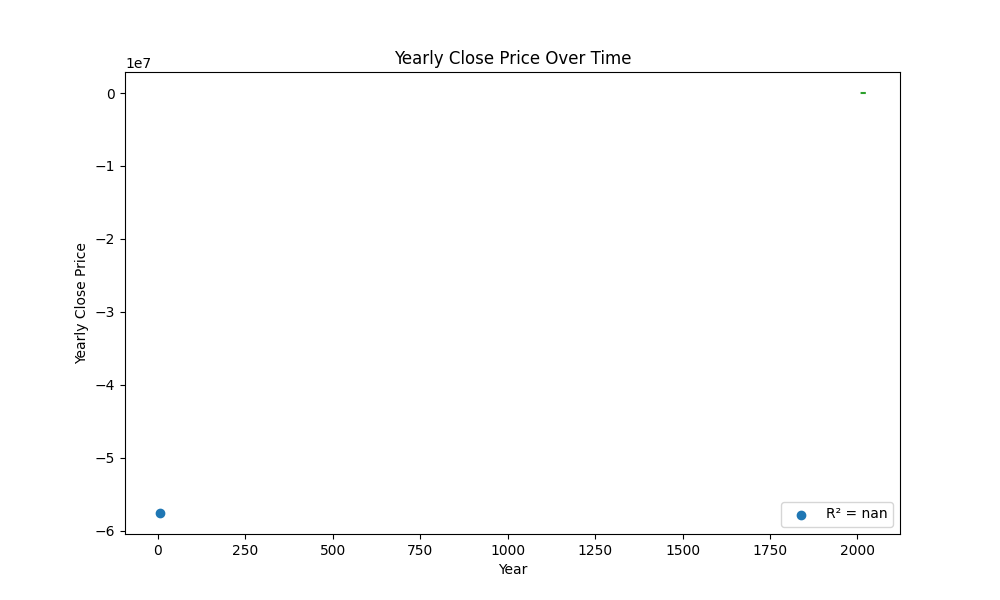 Yearly Close Price Over Time
1e7
0
−1
−2
−3
−4
−5
−6
Yearly Close Price
R² = nan
0 250 500 750 1000 1250 1500 1750 2000
Year